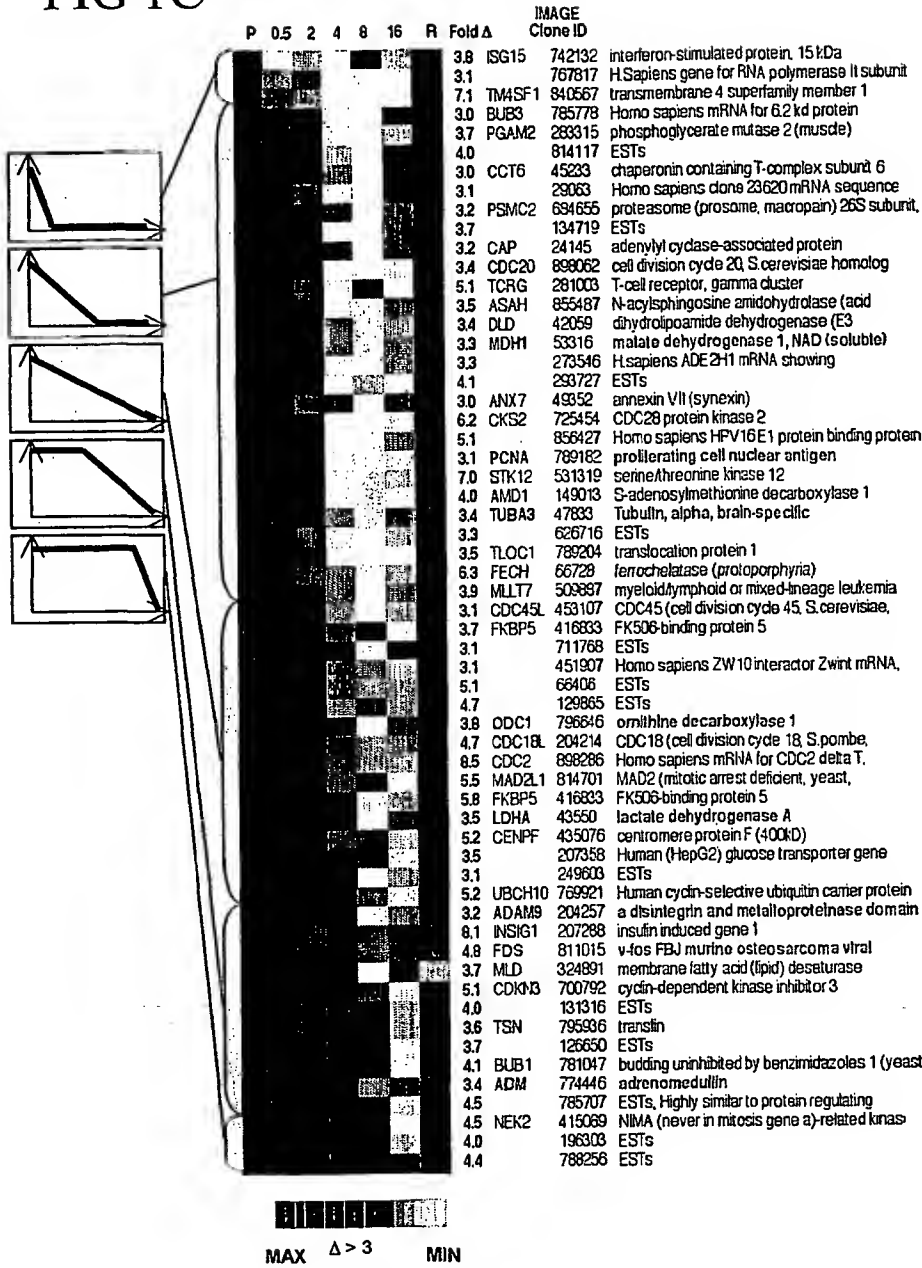 FIG 1C
P 0.5 2 4 8 16 R Fold Δ IMAGE Clone ID
3.8 ISG15 742132 interferon-stimulated protein, 15 kDa
3.1 767817 H.Sapiens gene for RNA polymerase II subunit
7.1 TM4SF1 840567 transmembrane 4 superfamily member 1
3.0 BUB3 785778 Homo sapiens mRNA for 6.2 kd protein
3.7 PGAM2 283315 phosphoglycerate mutase 2 (muscle)
4.0 814117 ESTs
3.0 CCT6 45233 chaperonin containing T-complex subunit 6
3.1 29063 Homo sapiens clone 23620 mRNA sequence
3.2 PSMC2 694655 proteasome (prosome, macropain) 26S subunit,
3.7 134719 ESTs
3.2 CAP 24145 adenylyl cyclase-associated protein
3.4 CDC20 898062 cell division cycle 20, S.cerevisiae homolog
5.1 TCRG 281003 T-cell receptor, gamma cluster
3.5 ASAH 855487 N-acylsphingosine amidohydrolase (acid
3.4 DLD 42059 dihydrolipoamide dehydrogenase (E3
3.3 MDH1 53316 malate dehydrogenase 1, NAD (soluble)
3.3 273546 H.sapiens ADE2H1 mRNA showing
4.1 293727 ESTs
3.0 ANX7 49352 annexin VII (synexin)
6.2 CKS2 725454 CDC28 protein kinase 2
5.1 856427 Homo sapiens HPV16 E1 protein binding protein
3.1 PCNA 789182 proliferating cell nuclear antigen
7.0 STK12 531319 serine/threonine kinase 12
4.0 AMD1 149013 S-adenosylmethionine decarboxylase 1
3.4 TUBA3 47833 Tubulin, alpha, brain-specific
3.3 626716 ESTs
3.5 TLOC1 789204 translocation protein 1
6.3 FECH 66728 ferrochelatase (protoporphyria)
3.9 MLLT7 509887 myeloid/lymphoid or mixed-lineage leukemia
3.1 CDC45L 453107 CDC45 (cell division cycle 45, S.cerevisiae,
3.7 FKBP5 416833 FK506-binding protein 5
3.1 711768 ESTs
3.1 451907 Homo sapiens ZW10 interactor Zwint mRNA,
5.1 66406 ESTs
4.7 129865 ESTs
3.8 ODC1 796646 ornithine decarboxylase 1
4.7 CDC18L 204214 CDC18 (cell division cycle 18, S.pombe,
8.5 CDC2 898286 Homo sapiens mRNA for CDC2 delta T,
5.5 MAD2L1 814701 MAD2 (mitotic arrest deficient, yeast,
5.8 FKBP5 416833 FK506-binding protein 5
3.5 LDHA 43550 lactate dehydrogenase A
5.2 CENPF 435076 centromere protein F (400kD)
3.5 207358 Human (HepG2) glucose transporter gene
3.1 249603 ESTs
5.2 UBCH10 769921 Human cyclin-selective ubiquitin carrier protein
3.2 ADAM9 204257 a disintegrin and metalloproteinase domain
8.1 INSIG1 207288 insulin induced gene 1
4.8 FDS 811015 v-fos FBJ murine osteosarcoma viral
3.7 MLD 324891 membrane fatty acid (lipid) desaturase
5.1 CDKN3 700792 cyclin-dependent kinase inhibitor 3
4.0 131316 ESTs
3.6 TSN 795936 translin
3.7 126650 ESTs
4.1 BUB1 781047 budding uninhibited by benzimidazoles 1 (yeast
3.4 ADM 774446 adrenomedullin
4.5 785707 ESTs, Highly similar to protein regulating
4.5 NEK2 415089 NIMA (never in mitosis gene a)-related kinas
4.0 196303 ESTs
4.4 788256 ESTs
MAX Δ > 3 MIN